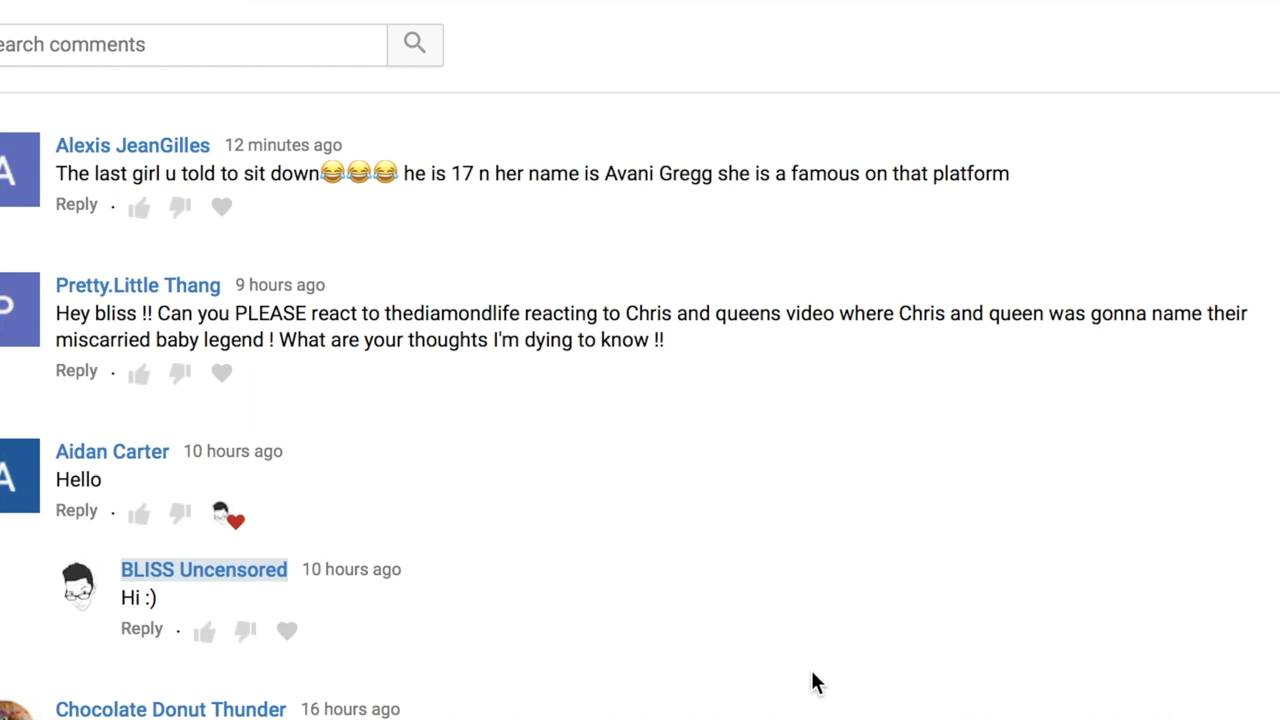 earch comments
Alexis JeanGilles 12 minutes ago
The last girl u told to sit down😂😂😂 he is 17 n her name is Avani Gregg she is a famous on that platform
Reply .
Pretty.Little Thang 9 hours ago
Hey bliss !! Can you PLEASE react to thediamondlife reacting to Chris and queens video where Chris and queen was gonna name their
miscarried baby legend ! What are your thoughts I'm dying to know !!
Reply .
Aidan Carter 10 hours ago
Hello
Reply .
BLISS Uncensored 10 hours ago
Hi :)
Reply .
Chocolate Donut Thunder 16 hours ago